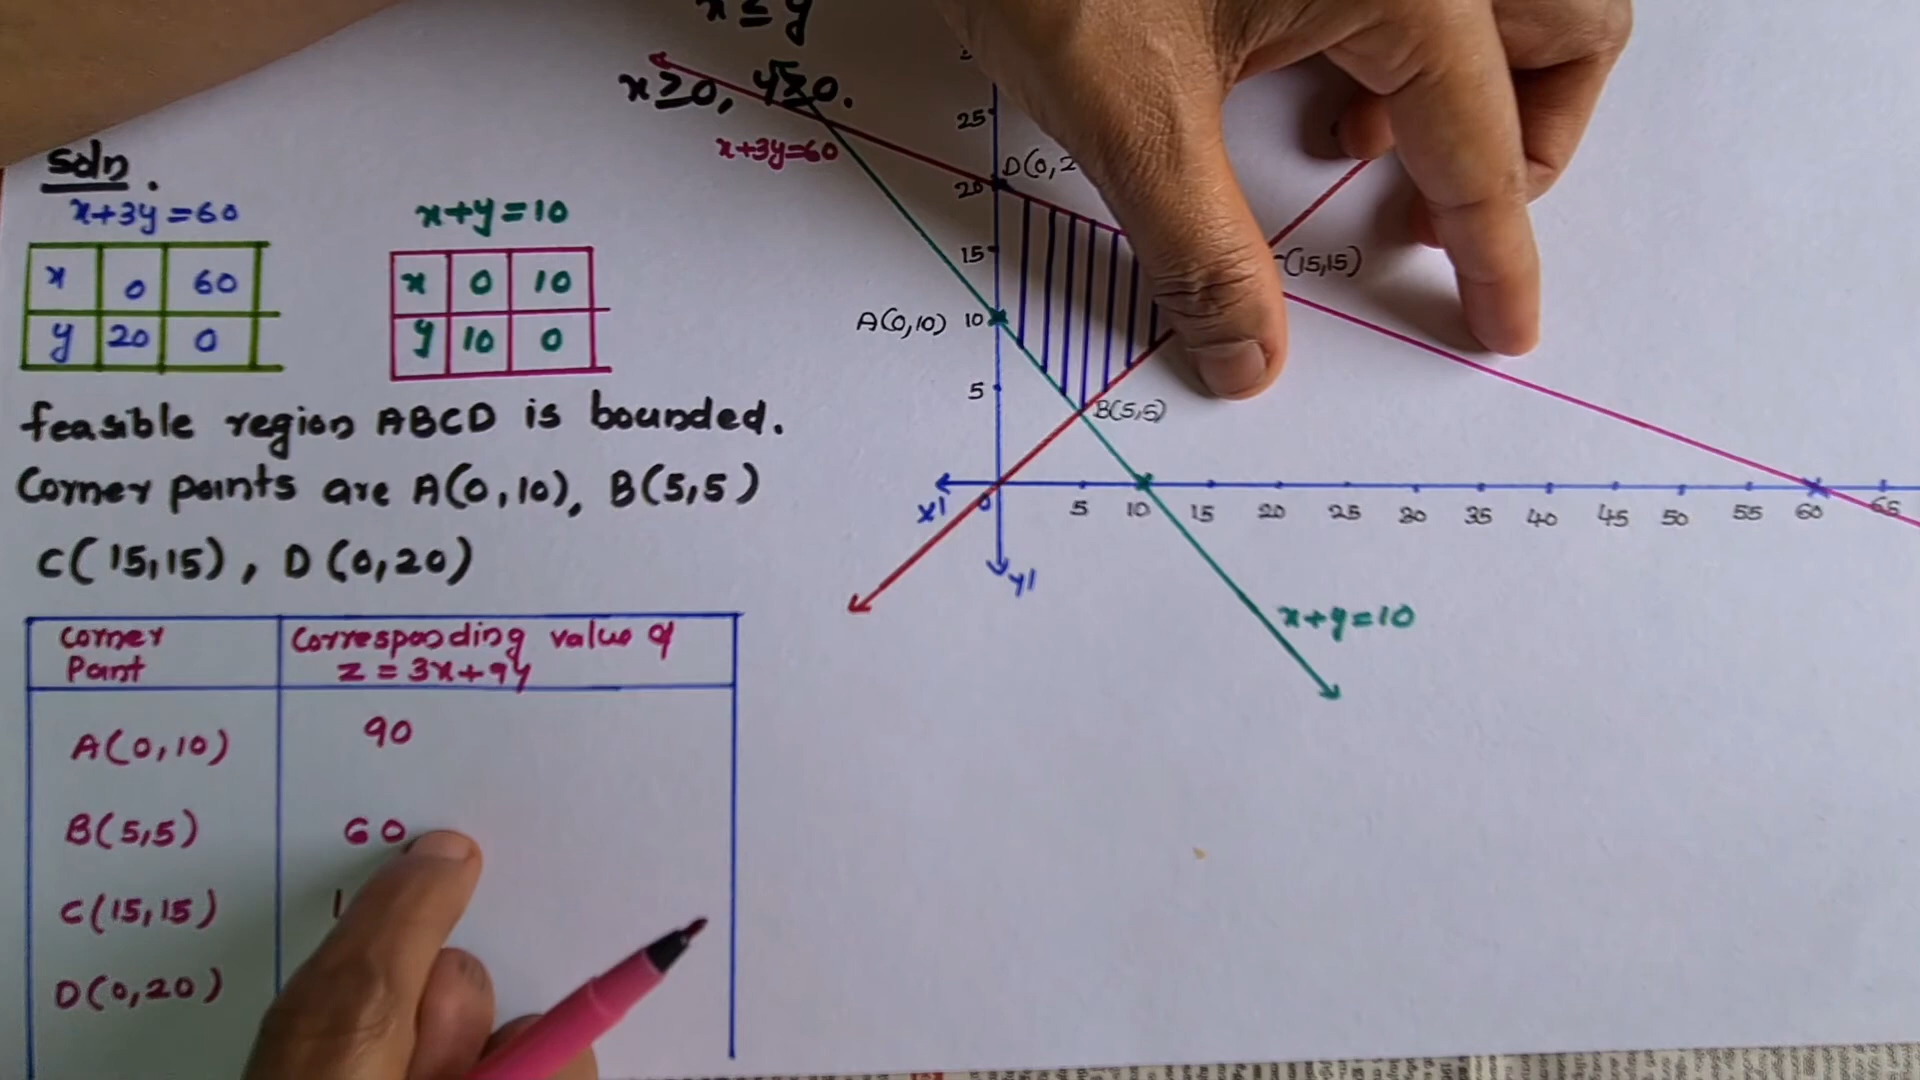 x ≤ y
x ≥ 0, y ≥ 0.
Soln.
x+3y=60
x 0 60
y 20 0
x+y=10
x 0 10
y 10 0
feasible region ABCD is bounded.
Corner points are A(0,10), B(5,5)
C(15,15), D(0,20)
Corner Point
Corresponding value of z = 3x+9y
A(0,10) 90
B(5,5) 60
C(15,15) 1
D(0,20)
x+3y=60
25
D(0,2
20
15
(15,15)
A(0,10)
10
5
B(5,5)
x' 0 5 10 15 20 25 30 35 40 45 50 55 60 65
y'
x+y=10